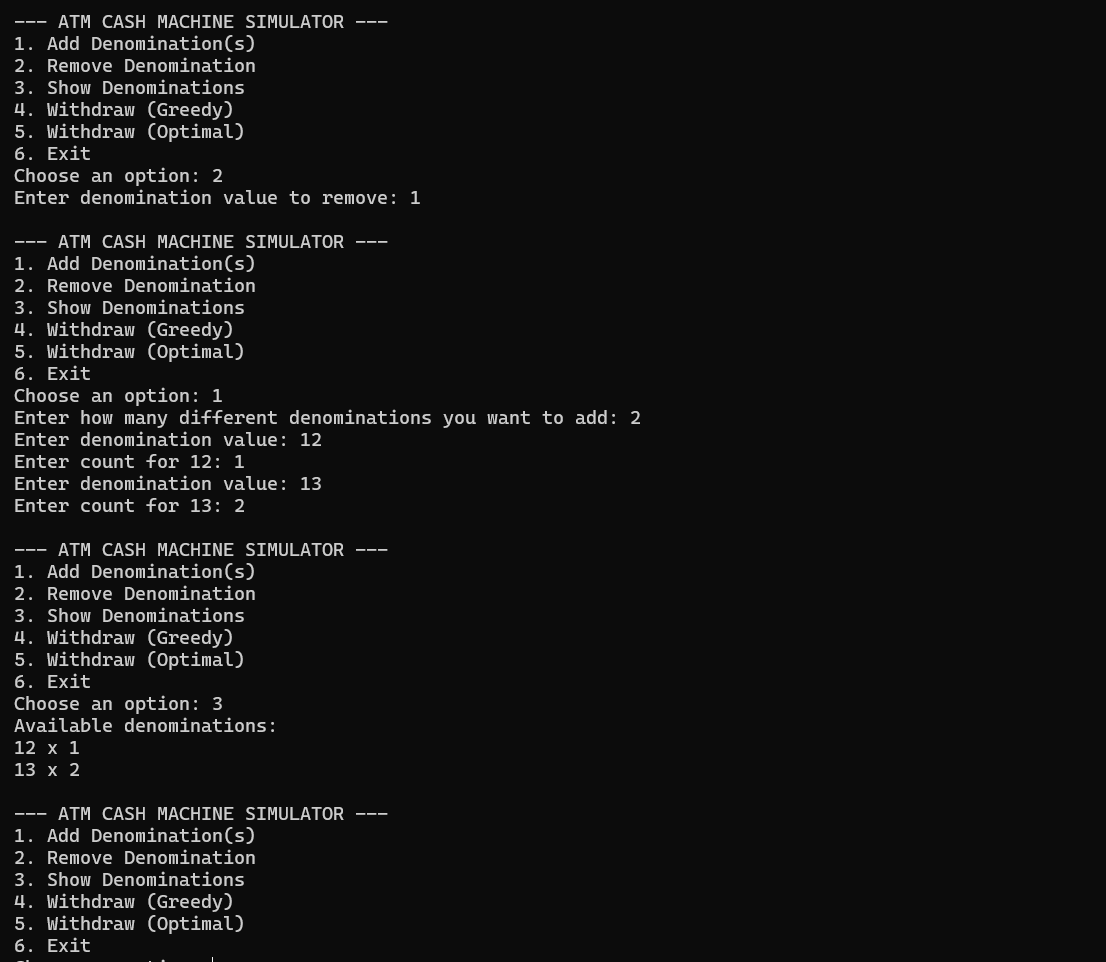 --- ATM CASH MACHINE SIMULATOR ---
1. Add Denomination(s)
2. Remove Denomination
3. Show Denominations
4. Withdraw (Greedy)
5. Withdraw (Optimal)
6. Exit
Choose an option: 2
Enter denomination value to remove: 1

--- ATM CASH MACHINE SIMULATOR ---
1. Add Denomination(s)
2. Remove Denomination
3. Show Denominations
4. Withdraw (Greedy)
5. Withdraw (Optimal)
6. Exit
Choose an option: 1
Enter how many different denominations you want to add: 2
Enter denomination value: 12
Enter count for 12: 1
Enter denomination value: 13
Enter count for 13: 2

--- ATM CASH MACHINE SIMULATOR ---
1. Add Denomination(s)
2. Remove Denomination
3. Show Denominations
4. Withdraw (Greedy)
5. Withdraw (Optimal)
6. Exit
Choose an option: 3
Available denominations:
12 x 1
13 x 2

--- ATM CASH MACHINE SIMULATOR ---
1. Add Denomination(s)
2. Remove Denomination
3. Show Denominations
4. Withdraw (Greedy)
5. Withdraw (Optimal)
6. Exit